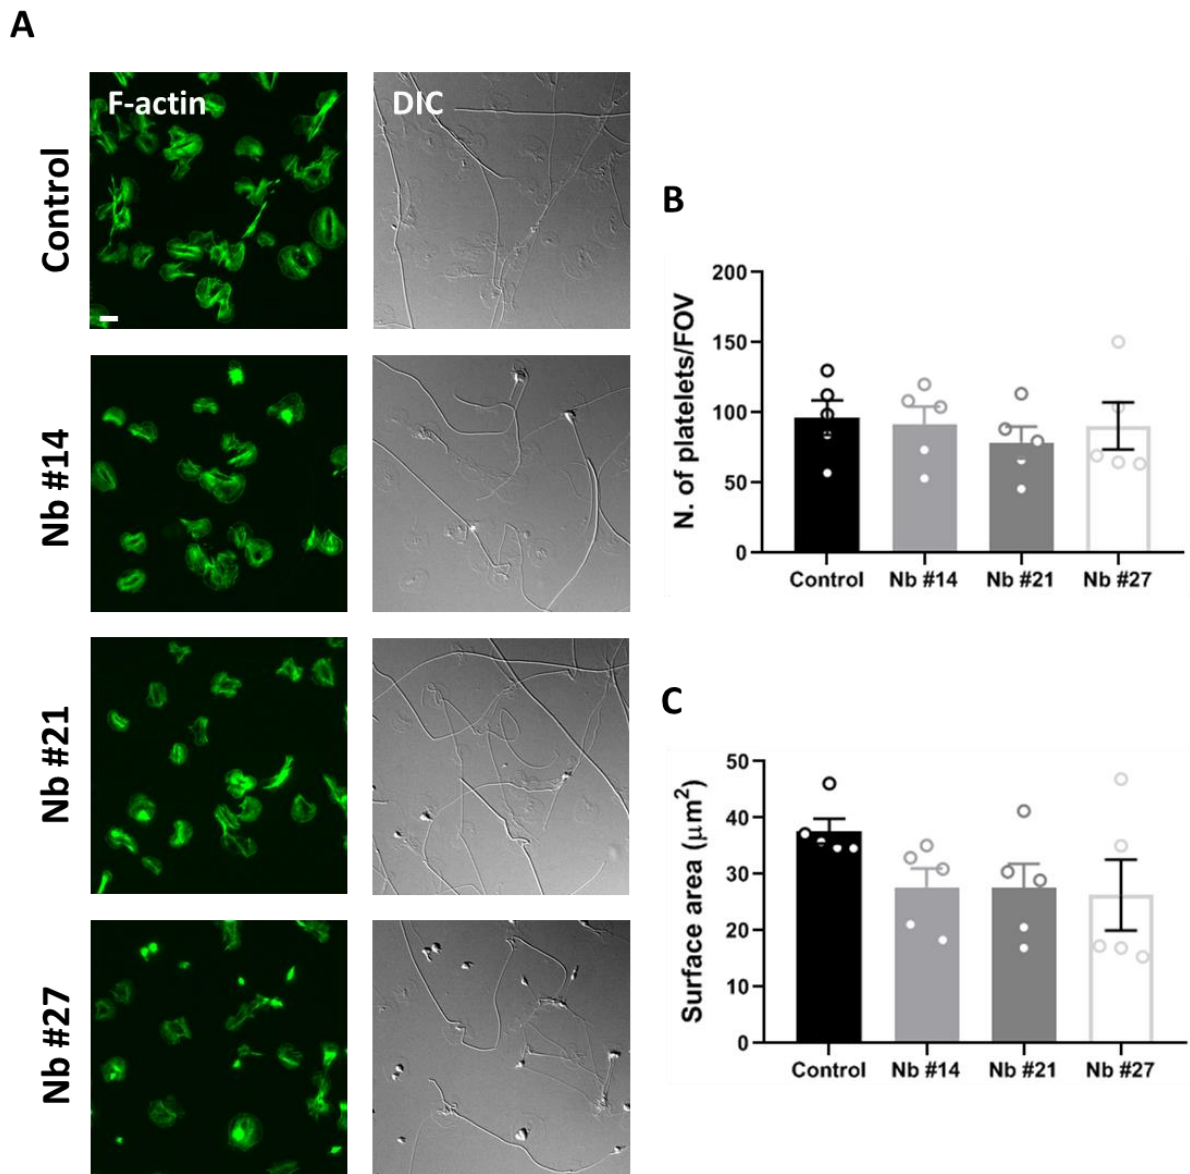 A
F-actin
DIC
Control
Nb #14
Nb #21
Nb #27
B
N. of platelets/FOV
200
150
100
50
0
Control
Nb #14
Nb #21
Nb #27
C
Surface area (μm²)
50
40
30
20
10
0
Control
Nb #14
Nb #21
Nb #27